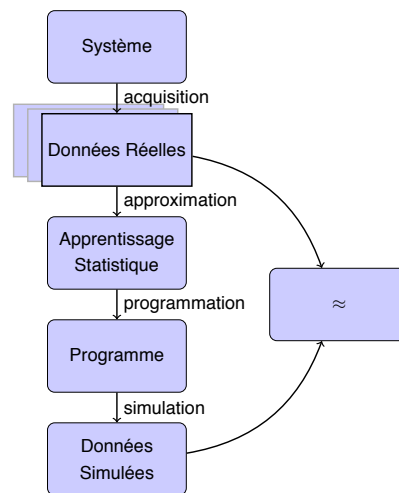 Système
acquisition
Données Réelles
approximation
Apprentissage
Statistique
programmation
≈
Programme
simulation
Données
Simulées